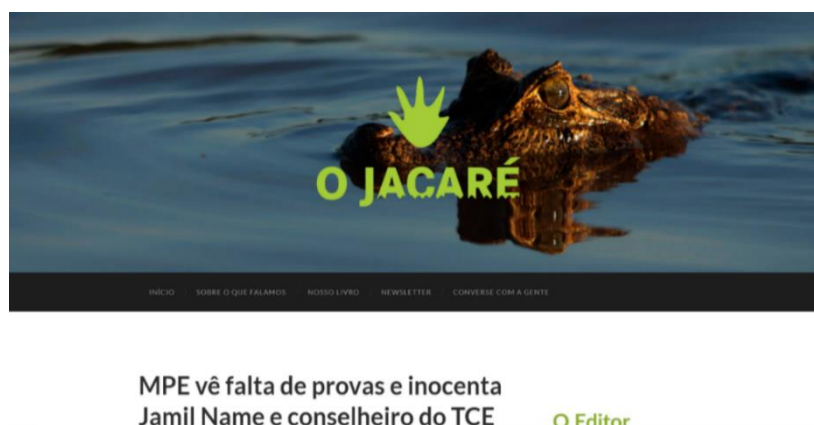 O JACARÉ
INÍCIO SOBRE O QUE FALAMOS NOSSO LIVRO NEWSLETTER CONVERSE COM A GENTE
MPE vê falta de provas e inocenta
Jamil Name e conselheiro do TCE
O Editor